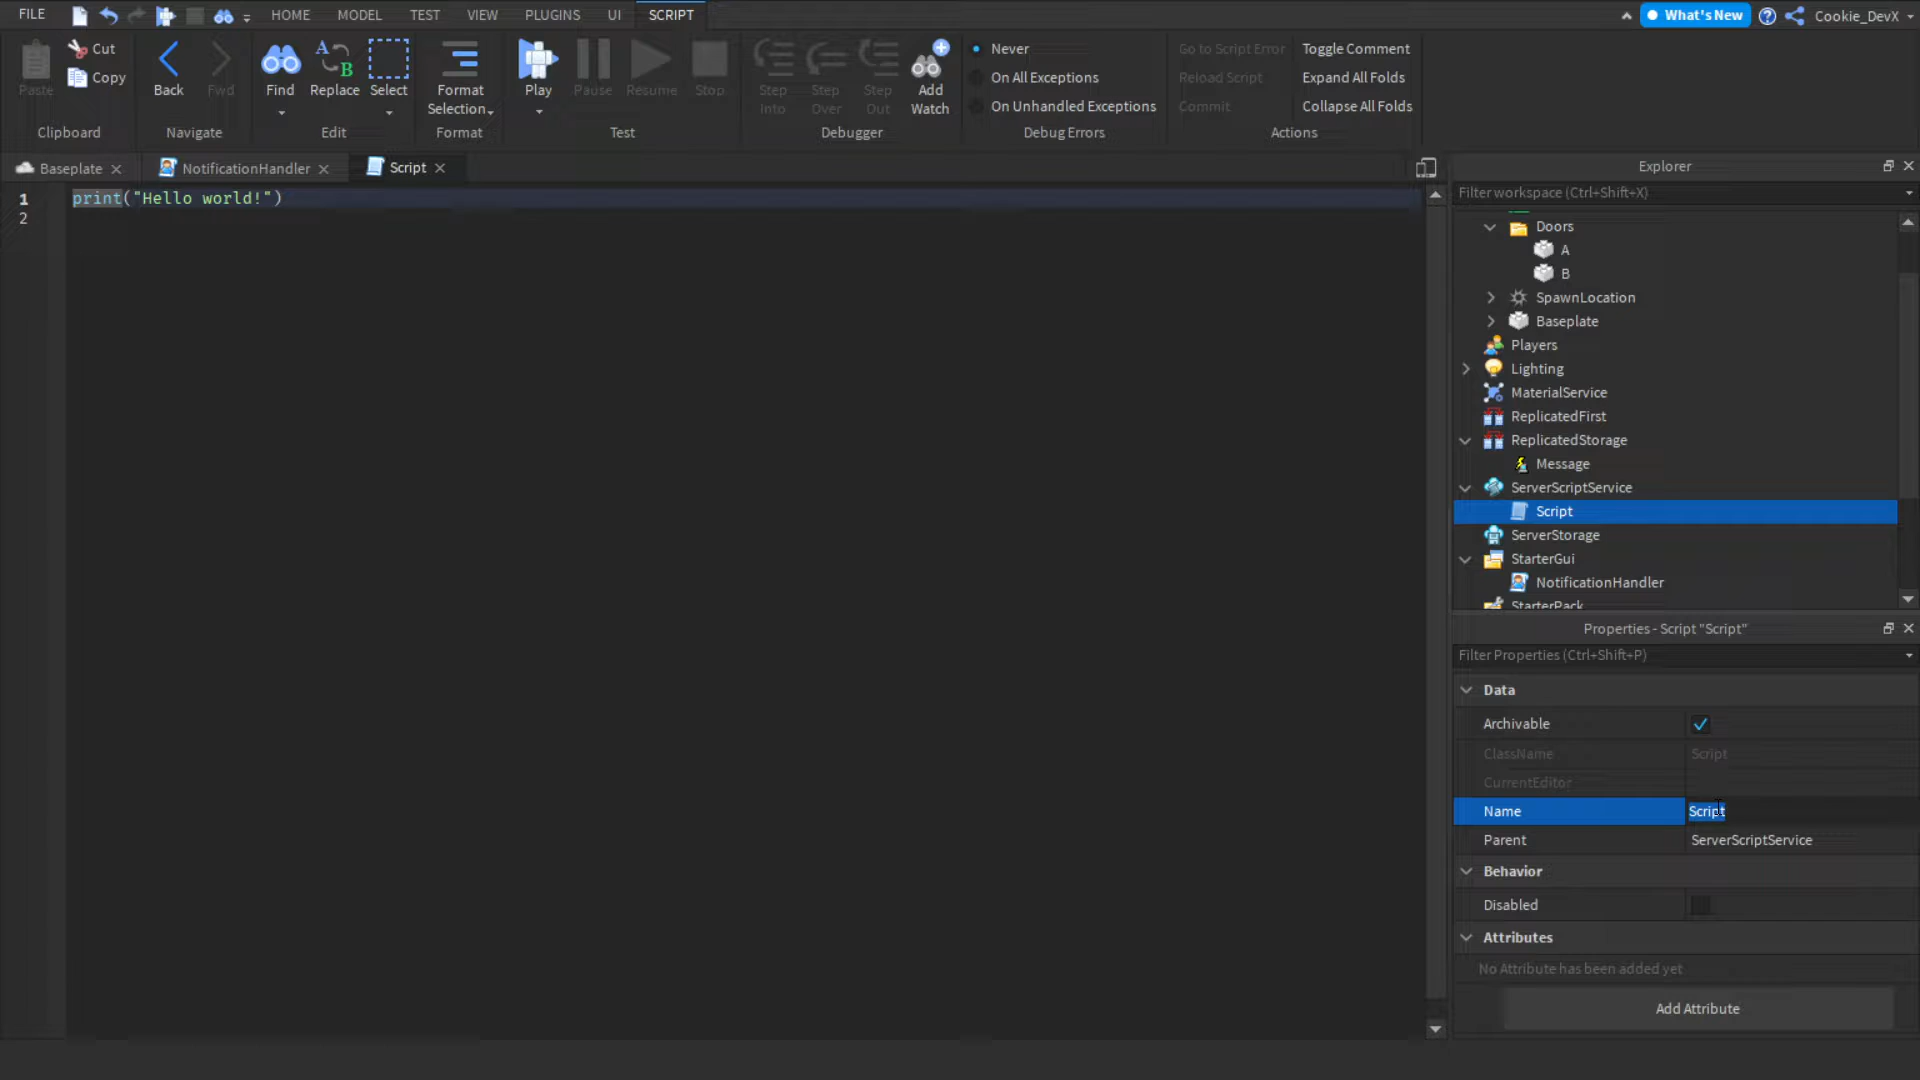 FILE HOME MODEL TEST VIEW PLUGINS UI SCRIPT What's New Cookie_DevX
Paste Cut Copy
Clipboard
Back Fwd
Navigate
Find Replace Select
Edit
Format Selection
Format
Play Pause Resume Stop
Test
Step Into Step Over Step Out Add Watch
Debugger
Never
On All Exceptions
On Unhandled Exceptions
Debug Errors
Go to Script Error Toggle Comment
Reload Script Expand All Folds
Commit Collapse All Folds
Actions
Baseplate NotificationHandler Script
1 print("Hello world!")
2
Explorer
Filter workspace (Ctrl+Shift+X)
Doors
A
B
SpawnLocation
Baseplate
Players
Lighting
MaterialService
ReplicatedFirst
ReplicatedStorage
Message
ServerScriptService
Script
ServerStorage
StarterGui
NotificationHandler
StarterPack
Properties - Script "Script"
Filter Properties (Ctrl+Shift+P)
Data
Archivable
ClassName Script
CurrentEditor
Name Script
Parent ServerScriptService
Behavior
Disabled
Attributes
No Attribute has been added yet
Add Attribute